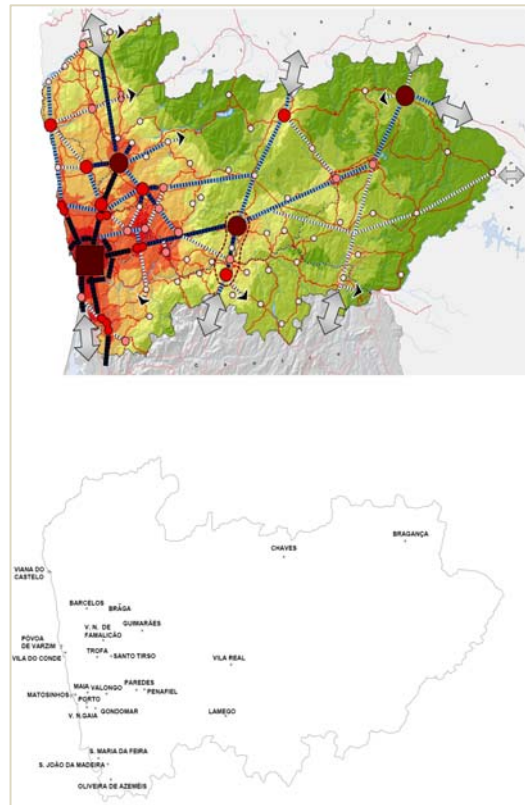 BRAGANÇA
CHAVES
VIANA DO
CASTELO
BARCELOS
BRAGA
GUIMARÃES
V. N. DE
FAMALICÃO
PÓVOA
DE VARZIM
VILA DO CONDE
TROFA
SANTO TIRSO
VILA REAL
MAIA
VALONGO
PAREDES
PENAFIEL
MATOSINHOS
PORTO
V. N.GAIA
GONDOMAR
LAMEGO
S. MARIA DA FEIRA
S. JOÃO DA MADEIRA
OLIVEIRA DE AZEMÉIS